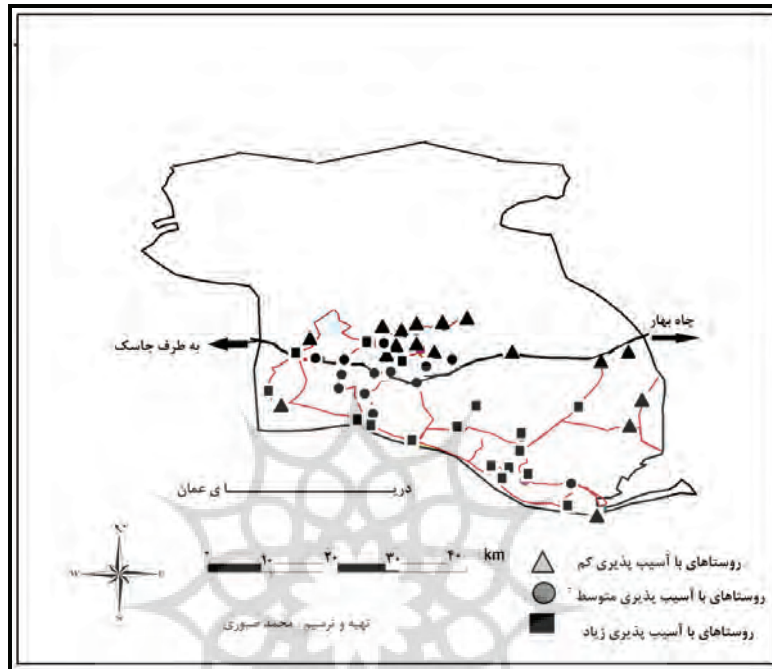 چاه بهار
به طرف جاسک
دریای عمان
N
W E
S
۰ ۱۰ ۲۰ ۳۰ ۴۰ km
روستاهای با آسیب پذیری کم
روستاهای با آسیب پذیری متوسط
روستاهای با آسیب پذیری زیاد
تهیه و ترسیم : محمد صبوری